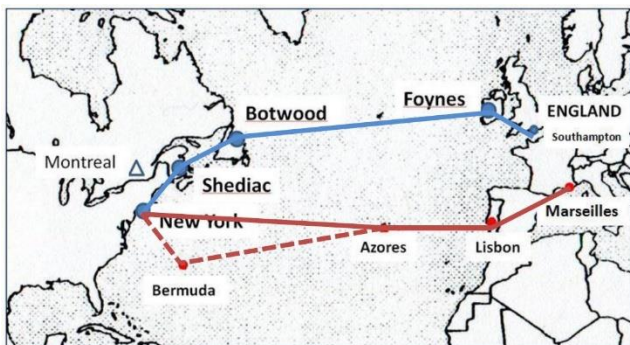 Foynes
ENGLAND
Botwood
Southampton
Montreal
Shediac
Marseilles
New York
Azores
Lisbon
Bermuda